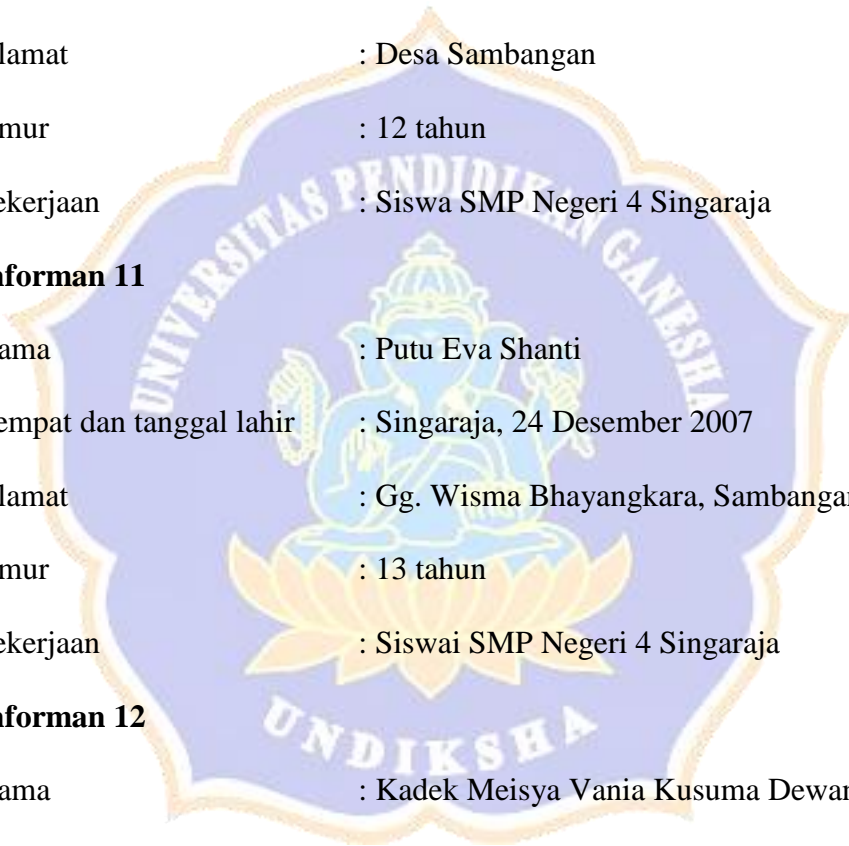 lamat : Desa Sambangan
mur : 12 tahun
ekerjaan : Siswa SMP Negeri 4 Singaraja
nforman 11
ama : Putu Eva Shanti
empat dan tanggal lahir : Singaraja, 24 Desember 2007
lamat : Gg. Wisma Bhayangkara, Sambangan
mur : 13 tahun
ekerjaan : Siswai SMP Negeri 4 Singaraja
nforman 12
ama : Kadek Meisya Vania Kusuma Dewan
UNIVERSITAS PENDIDIKAN GANESHA
UNDIKSHA